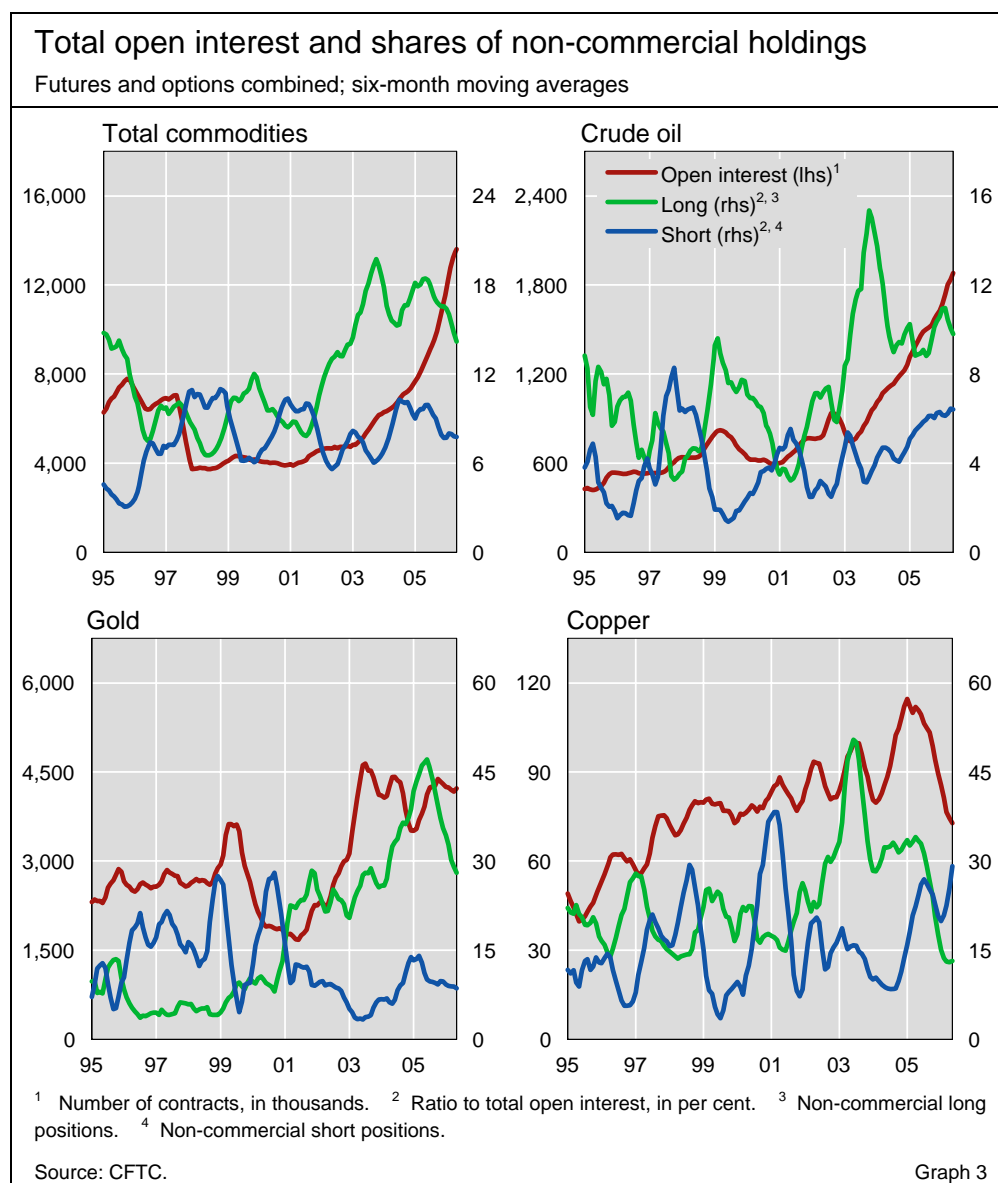 Total open interest and shares of non-commercial holdings
Futures and options combined; six-month moving averages
Total commodities
16,000
12,000
8,000
4,000
0
24
18
12
6
0
95 97 99 01 03 05
Crude oil
Open interest (lhs)¹
Long (rhs)²˒ ³
Short (rhs)²˒ ⁴
2,400
1,800
1,200
600
0
16
12
8
4
0
95 97 99 01 03 05
Gold
6,000
4,500
3,000
1,500
0
60
45
30
15
0
95 97 99 01 03 05
Copper
120
90
60
30
0
60
45
30
15
0
95 97 99 01 03 05
¹ Number of contracts, in thousands. ² Ratio to total open interest, in per cent. ³ Non-commercial long
positions. ⁴ Non-commercial short positions.
Source: CFTC. Graph 3